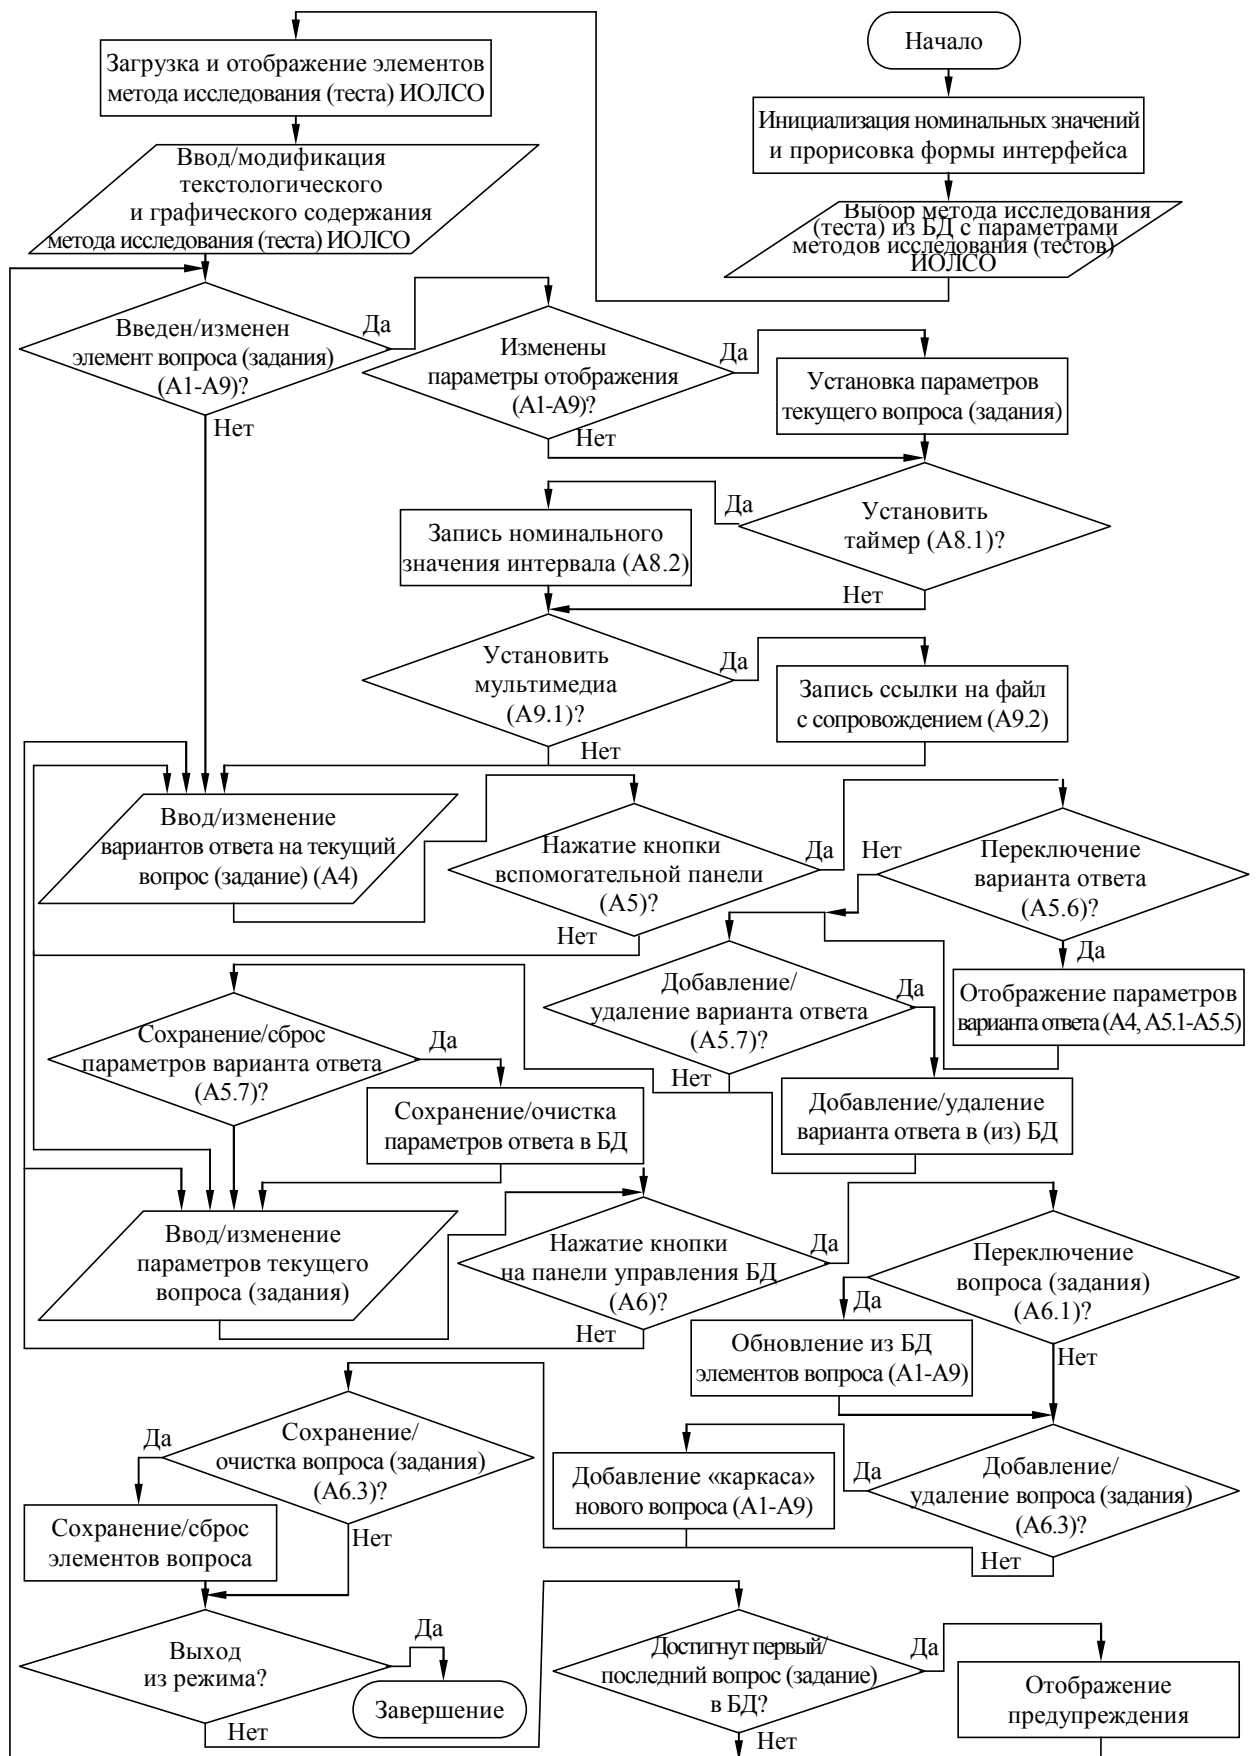 Начало
Инициализация номинальных значений
и прорисовка формы интерфейса
Выбор метода исследования
(теста) из БД с параметрами
методов исследования (тестов)
ИОЛСО
Загрузка и отображение элементов
метода исследования (теста) ИОЛСО
Ввод/модификация
текстологического
и графического содержания
метода исследования (теста) ИОЛСО
Введен/изменен
элемент вопроса (задания)
(А1-А9)?
Да
Нет
Изменены
параметры отображения
(А1-А9)?
Да
Нет
Установка параметров
текущего вопроса (задания)
Установить
таймер (А8.1)?
Да
Нет
Запись номинального
значения интервала (А8.2)
Установить
мультимедиа
(А9.1)?
Да
Нет
Запись ссылки на файл
с сопровождением (А9.2)
Ввод/изменение
вариантов ответа на текущий
вопрос (задание) (А4)
Нажатие кнопки
вспомогательной панели
(А5)?
Да
Нет
Переключение
варианта ответа
(А5.6)?
Нет
Да
Отображение параметров
варианта ответа (А4, А5.1-А5.5)
Добавление/
удаление варианта ответа
(А5.7)?
Да
Нет
Добавление/удаление
варианта ответа в (из) БД
Сохранение/сброс
параметров варианта ответа
(А5.7)?
Да
Сохранение/очистка
параметров ответа в БД
Ввод/изменение
параметров текущего
вопроса (задания)
Нажатие кнопки
на панели управления БД
(А6)?
Да
Нет
Переключение
вопроса (задания)
(А6.1)?
Да
Нет
Обновление из БД
элементов вопроса (А1-А9)
Добавление/
удаление вопроса (задания)
(А6.3)?
Да
Нет
Добавление «каркаса»
нового вопроса (А1-А9)
Сохранение/
очистка вопроса (задания)
(А6.3)?
Да
Нет
Сохранение/сброс
элементов вопроса
Выход
из режима?
Да
Нет
Завершение
Достигнут первый/
последний вопрос (задание)
в БД?
Да
Нет
Отображение
предупреждения